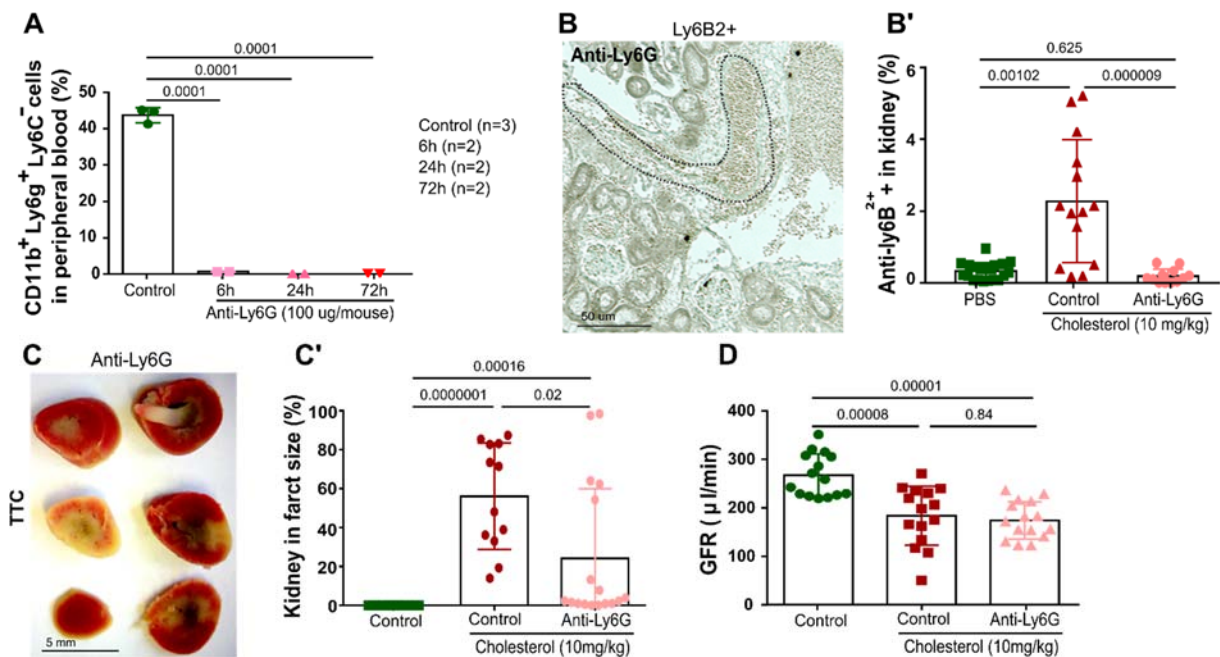 A
CD11b⁺ Ly6g⁺ Ly6C⁻ cells
in peripheral blood (%)
0.0001
0.0001
0.0001
50
40
30
20
10
0
Control
6h
24h
72h
Anti-Ly6G (100 ug/mouse)
Control (n=3)
6h (n=2)
24h (n=2)
72h (n=2)
B
Ly6B2+
Anti-Ly6G
50 um
B'
Anti-ly6B²⁺ + in kidney (%)
0.625
0.00102
0.000009
6
4
2
0
PBS
Control
Anti-Ly6G
Cholesterol (10 mg/kg)
C
Anti-Ly6G
TTC
5 mm
C'
Kidney in farct size (%)
0.00016
0.0000001
0.02
100
80
60
40
20
0
Control
Control
Anti-Ly6G
Cholesterol (10mg/kg)
D
GFR ( µ l/min)
0.00001
0.00008
0.84
400
300
200
100
0
Control
Control
Anti-Ly6G
Cholesterol (10mg/kg)